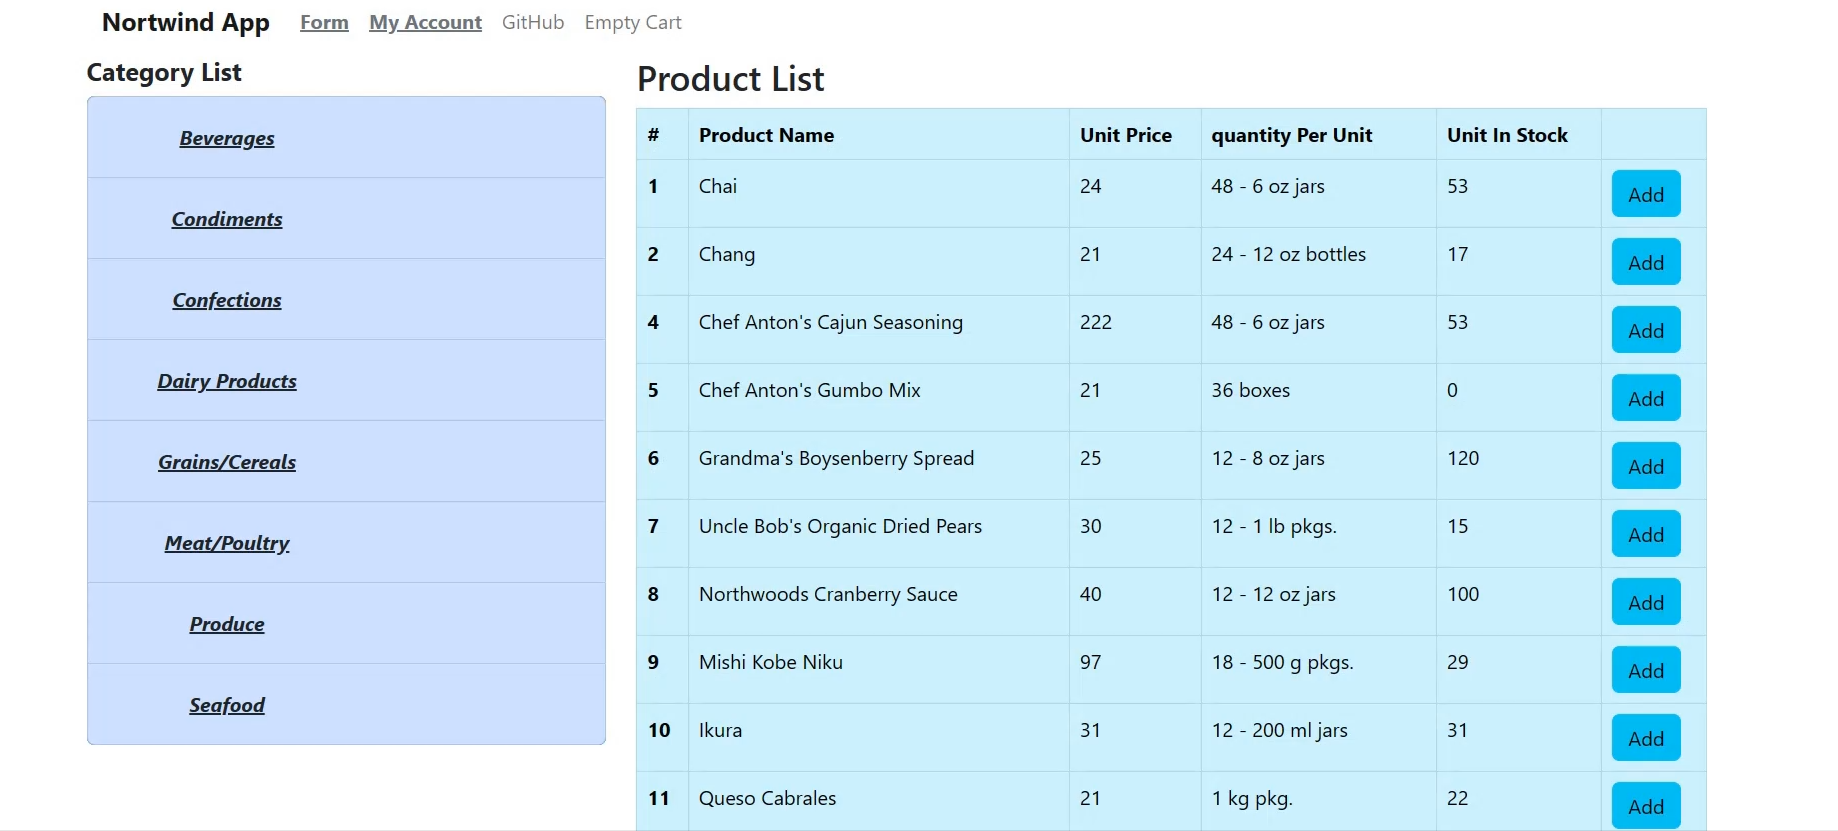 Nortwind App Form My Account GitHub Empty Cart
Category List
Beverages
Condiments
Confections
Dairy Products
Grains/Cereals
Meat/Poultry
Produce
Seafood
Product List
# Product Name Unit Price quantity Per Unit Unit In Stock
1 Chai 24 48 - 6 oz jars 53 Add
2 Chang 21 24 - 12 oz bottles 17 Add
4 Chef Anton's Cajun Seasoning 222 48 - 6 oz jars 53 Add
5 Chef Anton's Gumbo Mix 21 36 boxes 0 Add
6 Grandma's Boysenberry Spread 25 12 - 8 oz jars 120 Add
7 Uncle Bob's Organic Dried Pears 30 12 - 1 lb pkgs. 15 Add
8 Northwoods Cranberry Sauce 40 12 - 12 oz jars 100 Add
9 Mishi Kobe Niku 97 18 - 500 g pkgs. 29 Add
10 Ikura 31 12 - 200 ml jars 31 Add
11 Queso Cabrales 21 1 kg pkg. 22 Add